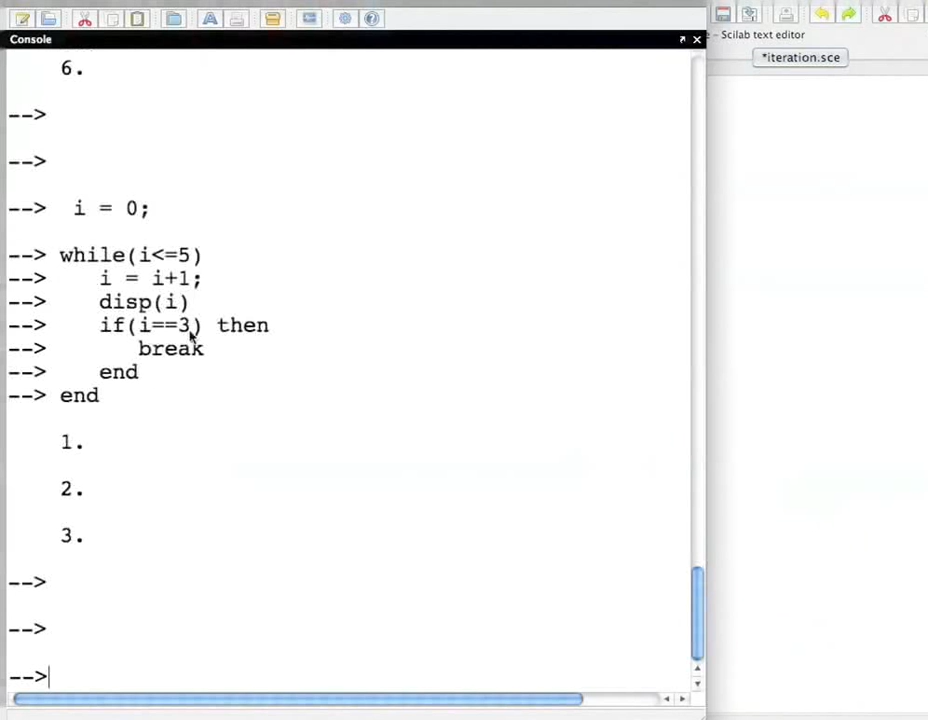 Console
– Scilab text editor
*iteration.sce
6.
-->
-->
--> i = 0;
--> while(i<=5)
--> i = i+1;
--> disp(i)
--> if(i==3) then
--> break
--> end
--> end
1.
2.
3.
-->
-->
-->